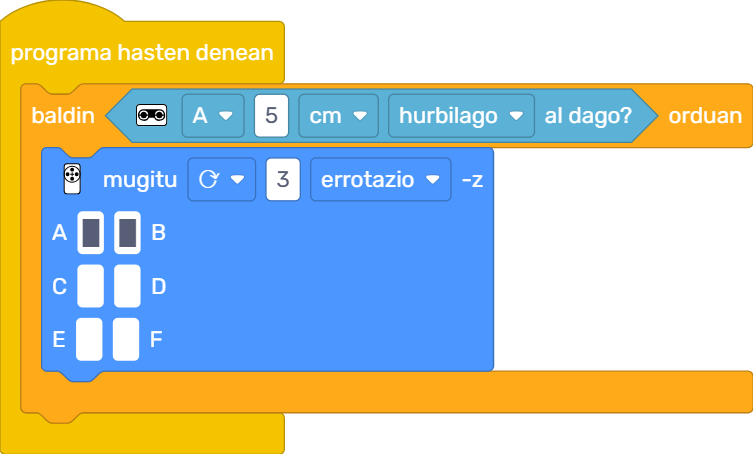 programa hasten denean
baldin A 5 cm hurbilago al dago? orduan
mugitu 3 errotazio -z
A B
C D
E F